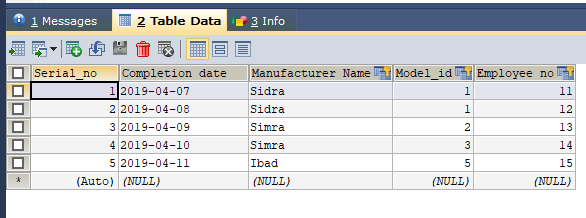 1 Messages 2 Table Data 3 Info
Serial_no Completion date Manufacturer Name Model_id Employee no
1 2019-04-07 Sidra 1 11
2 2019-04-08 Sidra 1 12
3 2019-04-09 Simra 2 13
4 2019-04-10 Simra 3 14
5 2019-04-11 Ibad 5 15
* (Auto) (NULL) (NULL) (NULL) (NULL)